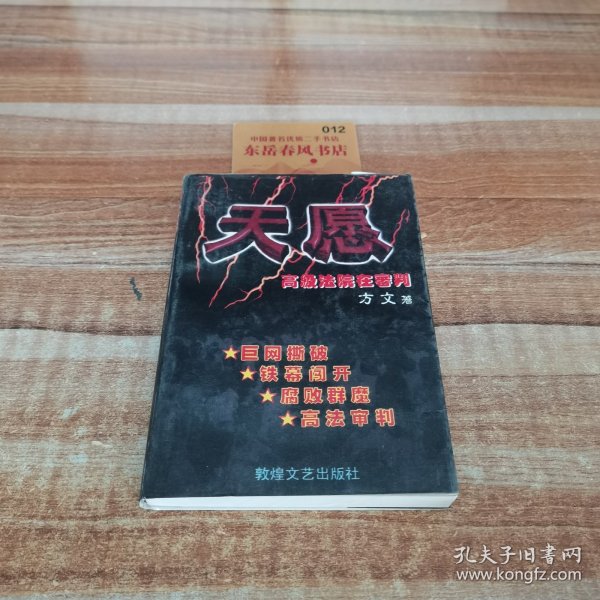 012
中国著名连锁二手书店
东岳春风书店
天愿
高级法院在审判
方文 著
★巨网撕破
★铁幕闯开
★腐败群魔
★高法审判
敦煌文艺出版社
孔夫子旧书网
www.kongfz.com